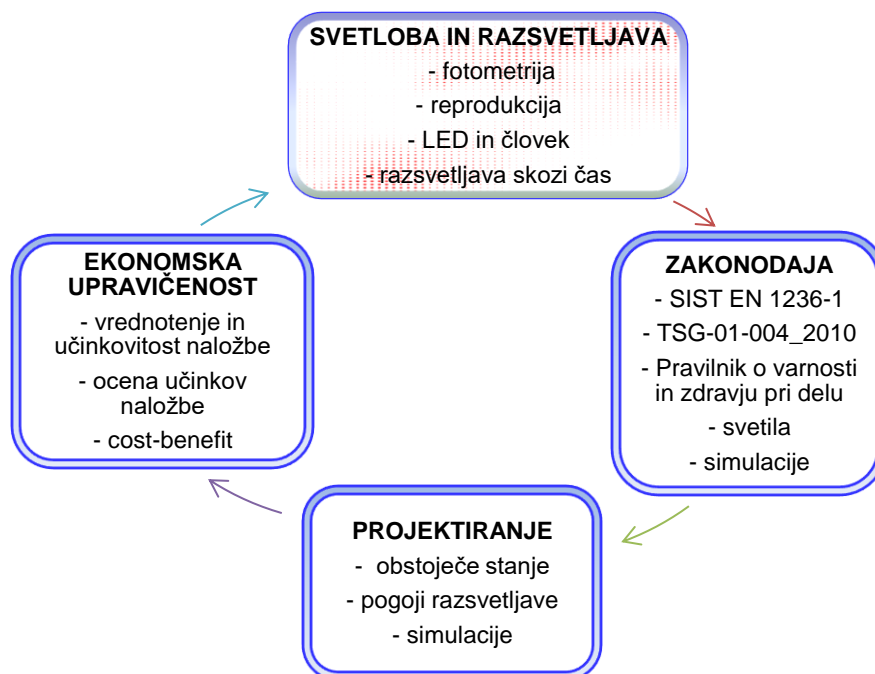 SVETLOBA IN RAZSVETLJAVA
- fotometrija
- reprodukcija
- LED in človek
- razsvetljava skozi čas
ZAKONODAJA
- SIST EN 1236-1
- TSG-01-004_2010
- Pravilnik o varnosti
in zdravju pri delu
- svetila
- simulacije
PROJEKTIRANJE
- obstoječe stanje
- pogoji razsvetljave
- simulacije
EKONOMSKA
UPRAVIČENOST
- vrednotenje in
učinkovitost naložbe
- ocena učinkov
naložbe
- cost-benefit